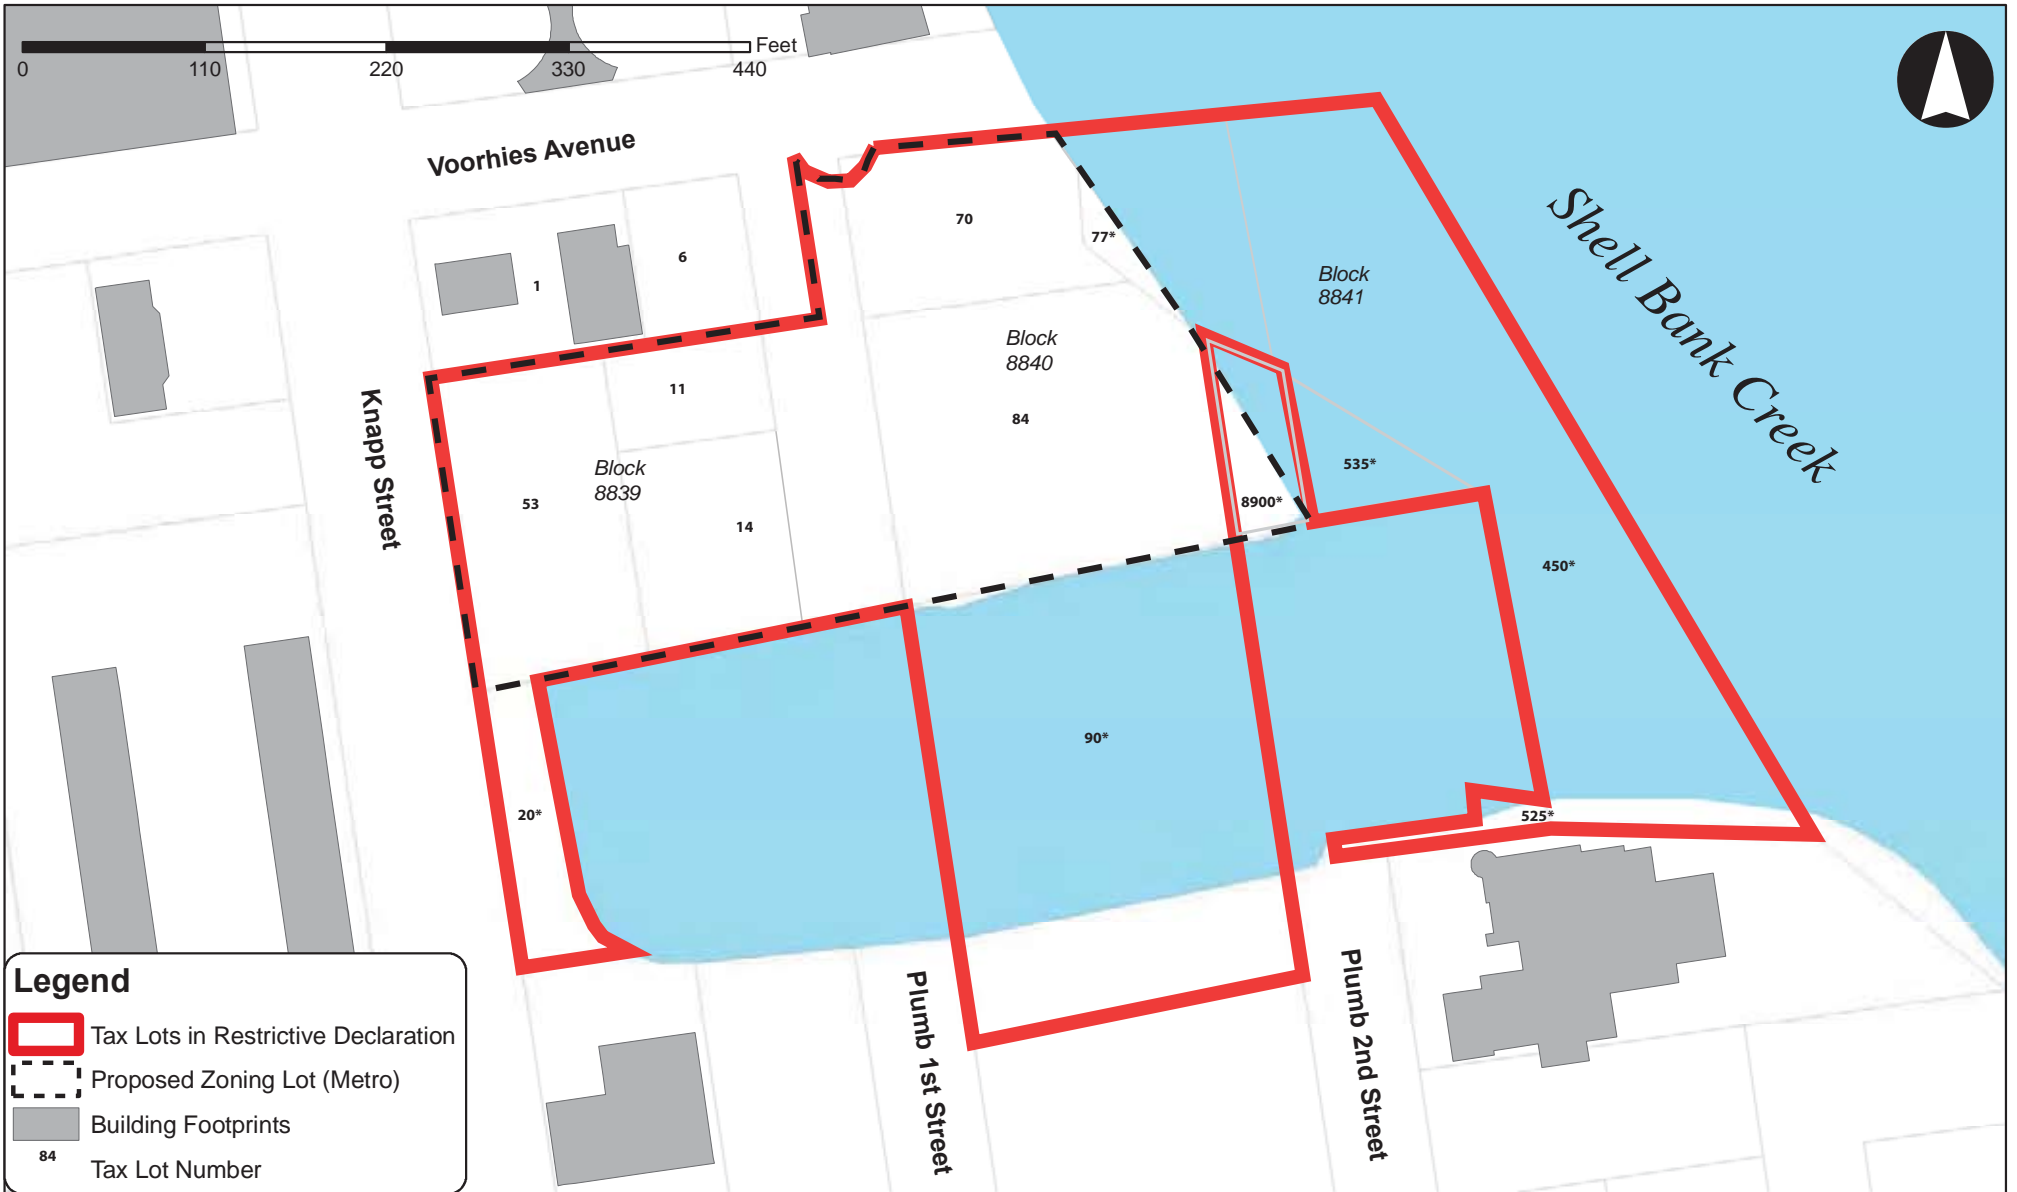 Feet
0 110 220 330 440
Voorhies Avenue
70
77*
6
1
Block
8841
Shell Bank Creek
Block
8840
11
84
Knapp Street
Block
8839
53
14
535*
8900*
450*
90*
20*
525*
Plumb 1st Street
Plumb 2nd Street
Legend
Tax Lots in Restrictive Declaration
Proposed Zoning Lot (Metro)
Building Footprints
84
Tax Lot Number